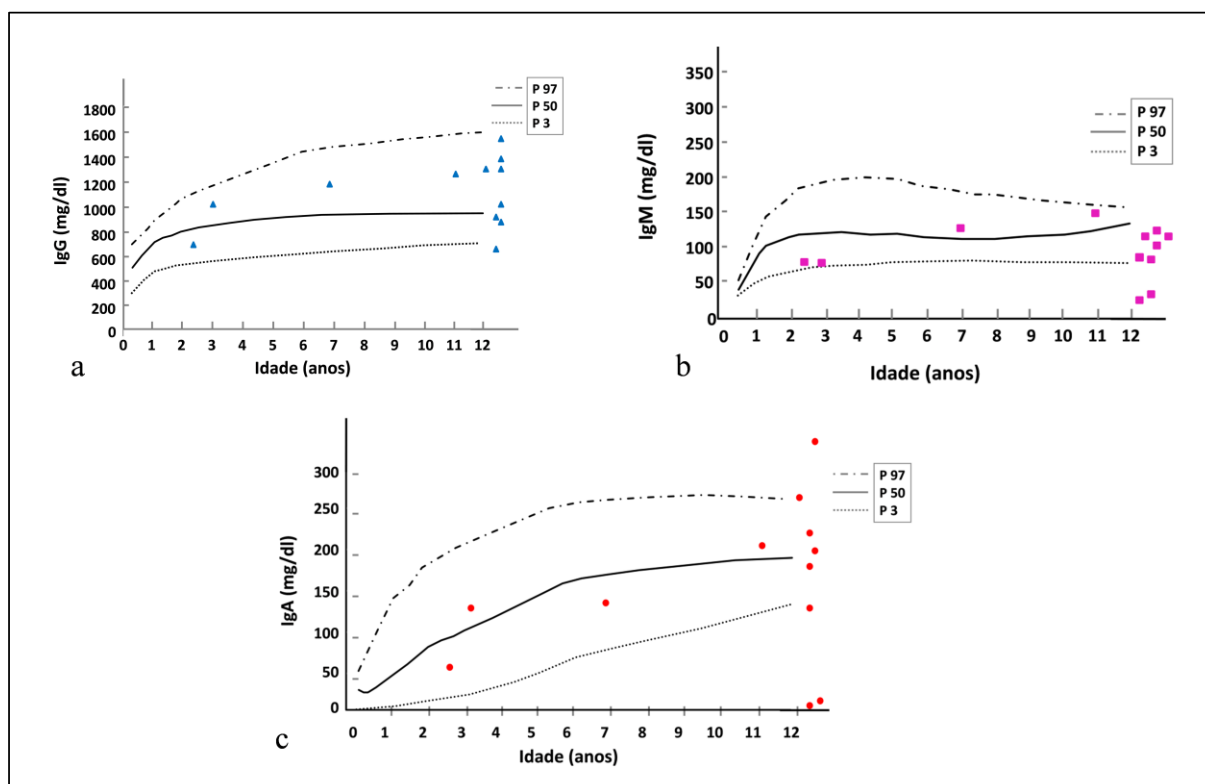 1800
1600
1400
1200
1000
800
600
400
200
0
IgG (mg/dl)
0 1 2 3 4 5 6 7 8 9 10 11 12
Idade (anos)
P 97
P 50
P 3
a
350
300
250
200
150
100
50
0
IgM (mg/dl)
0 1 2 3 4 5 6 7 8 9 10 11 12
Idade (anos)
P 97
P 50
P 3
b
300
250
200
150
100
50
0
IgA (mg/dl)
0 1 2 3 4 5 6 7 8 9 10 11 12
Idade (anos)
P 97
P 50
P 3
c